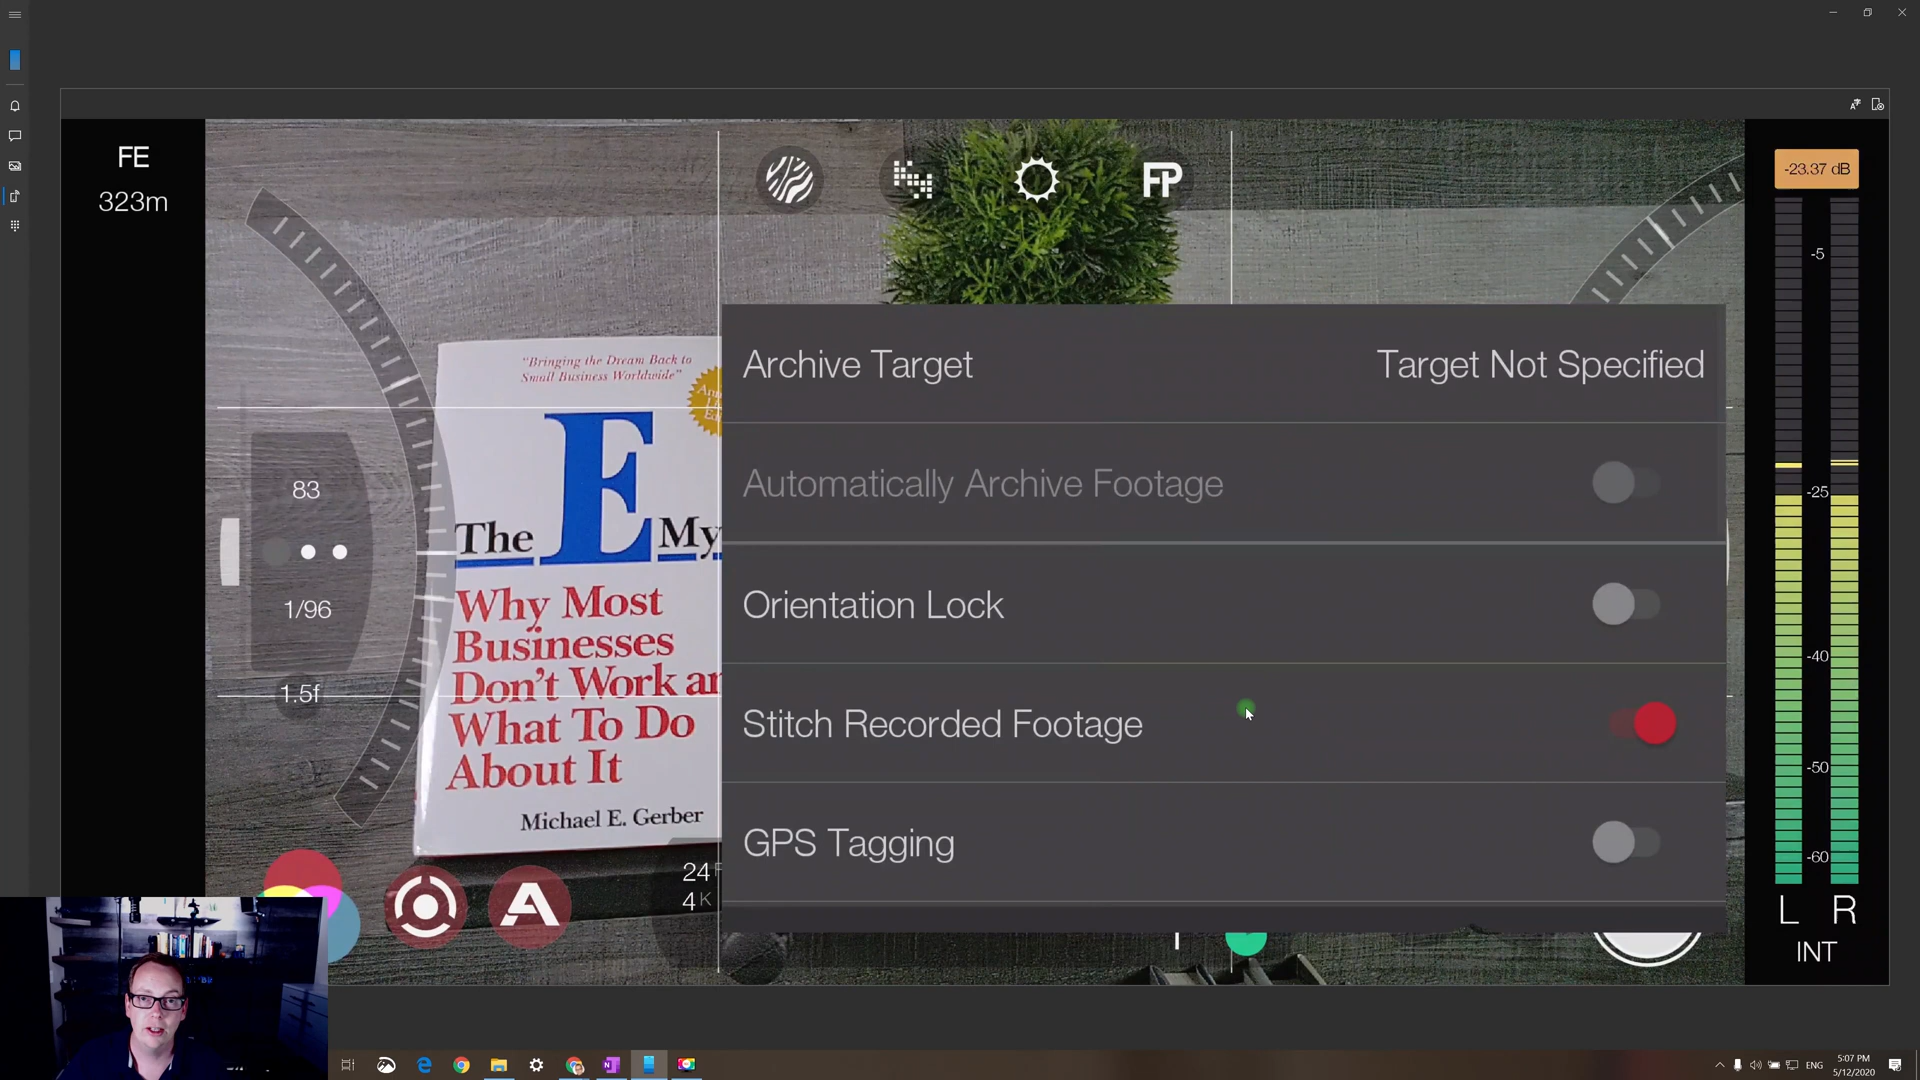 FE
323m
FP
-23.37 dB
-5
-25
-40
-50
-60
L R
INT
83
1/96
1.5f
"Bringing the Dream Back to
Small Business Worldwide"
The E My
Why Most
Businesses
Don't Work
What To Do
About It
Michael E. Gerber
Archive Target
Target Not Specified
Automatically Archive Footage
Orientation Lock
Stitch Recorded Footage
GPS Tagging
24
4K
A
ENG
5:07 PM
5/12/2020